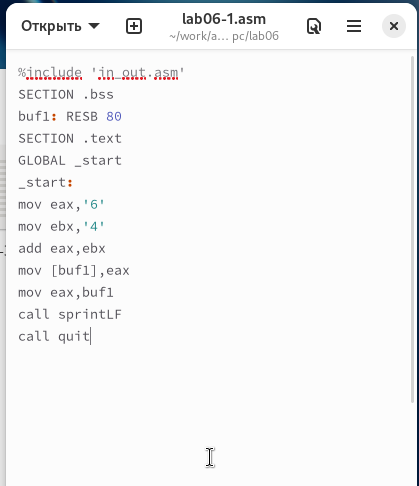 Открыть
lab06-1.asm
~/work/a... pc/lab06
%include 'in_out.asm'
SECTION .bss
buf1: RESB 80
SECTION .text
GLOBAL _start
_start:
mov eax,'6'
mov ebx,'4'
add eax,ebx
mov [buf1],eax
mov eax,buf1
call sprintLF
call quit